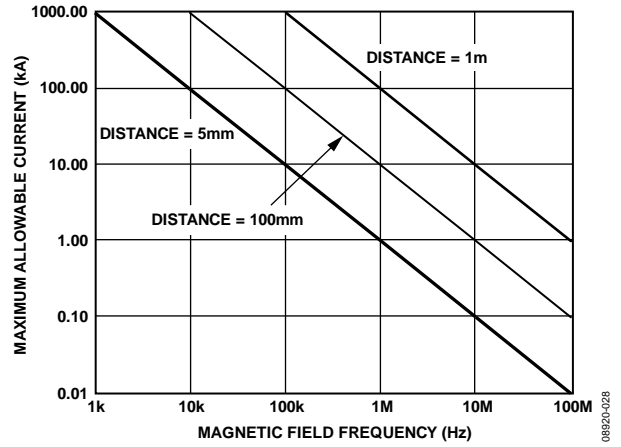 MAXIMUM ALLOWABLE CURRENT (kA)
1000.00
100.00
10.00
1.00
0.10
0.01
DISTANCE = 1m
DISTANCE = 5mm
DISTANCE = 100mm
1k
10k
100k
1M
10M
100M
MAGNETIC FIELD FREQUENCY (Hz)
08920-028